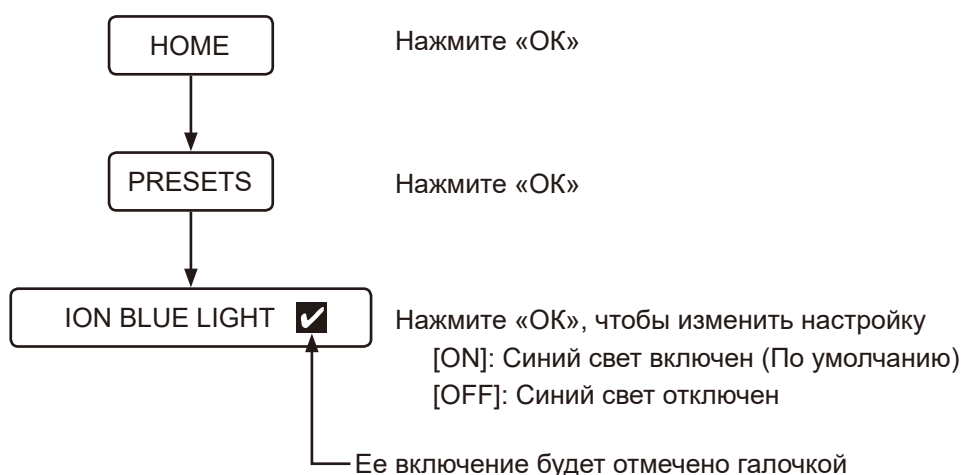 HOME
Нажмите «ОК»
PRESETS
Нажмите «ОК»
ION BLUE LIGHT ✔
Нажмите «ОК», чтобы изменить настройку
[ON]: Синий свет включен (По умолчанию)
[OFF]: Синий свет отключен
Ее включение будет отмечено галочкой